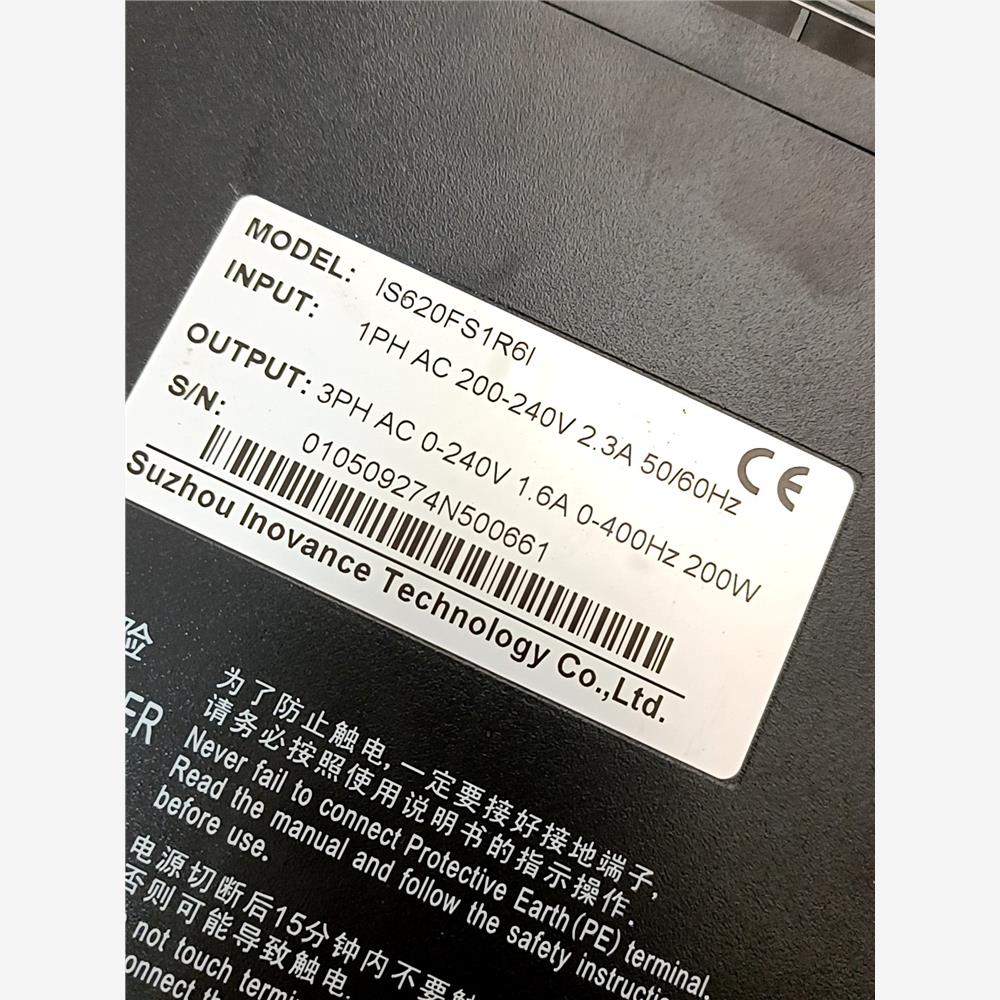 MODEL: IS620FS1R6I
INPUT: 1PH AC 200-240V 2.3A 50/60Hz
OUTPUT: 3PH AC 0-240V 1.6A 0-400Hz 200W
S/N: 010509274N500661
CE
Suzhou Inovance Technology Co.,Ltd.
险
ER
为了防止触电,一定要接好接地端子,
请务必按照使用说明书的指示操作.
Never fail to connect Protective Earth(PE) terminal.
Read the manual and follow the safety instructio
before use.
电源切断后15分钟内不要触
否则可能导致触电.
not touch termi
onnect th